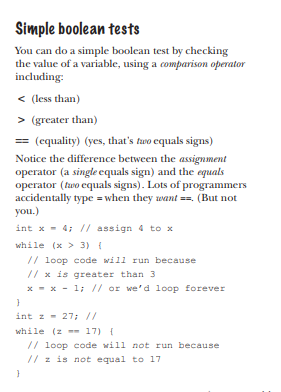 Simple boolean tests
You can do a simple boolean test by checking
the value of a variable, using a comparison operator
including:
< (less than)
> (greater than)
== (equality) (yes, that's two equals signs)
Notice the difference between the assignment
operator (a single equals sign) and the equals
operator (two equals signs). Lots of programmers
accidentally type = when they want ==. (But not
you.)
int x = 4; // assign 4 to x
while (x > 3) {
// loop code will run because
// x is greater than 3
x = x - 1; // or we'd loop forever
}
int z = 27; //
while (z == 17) {
// loop code will not run because
// z is not equal to 17
}